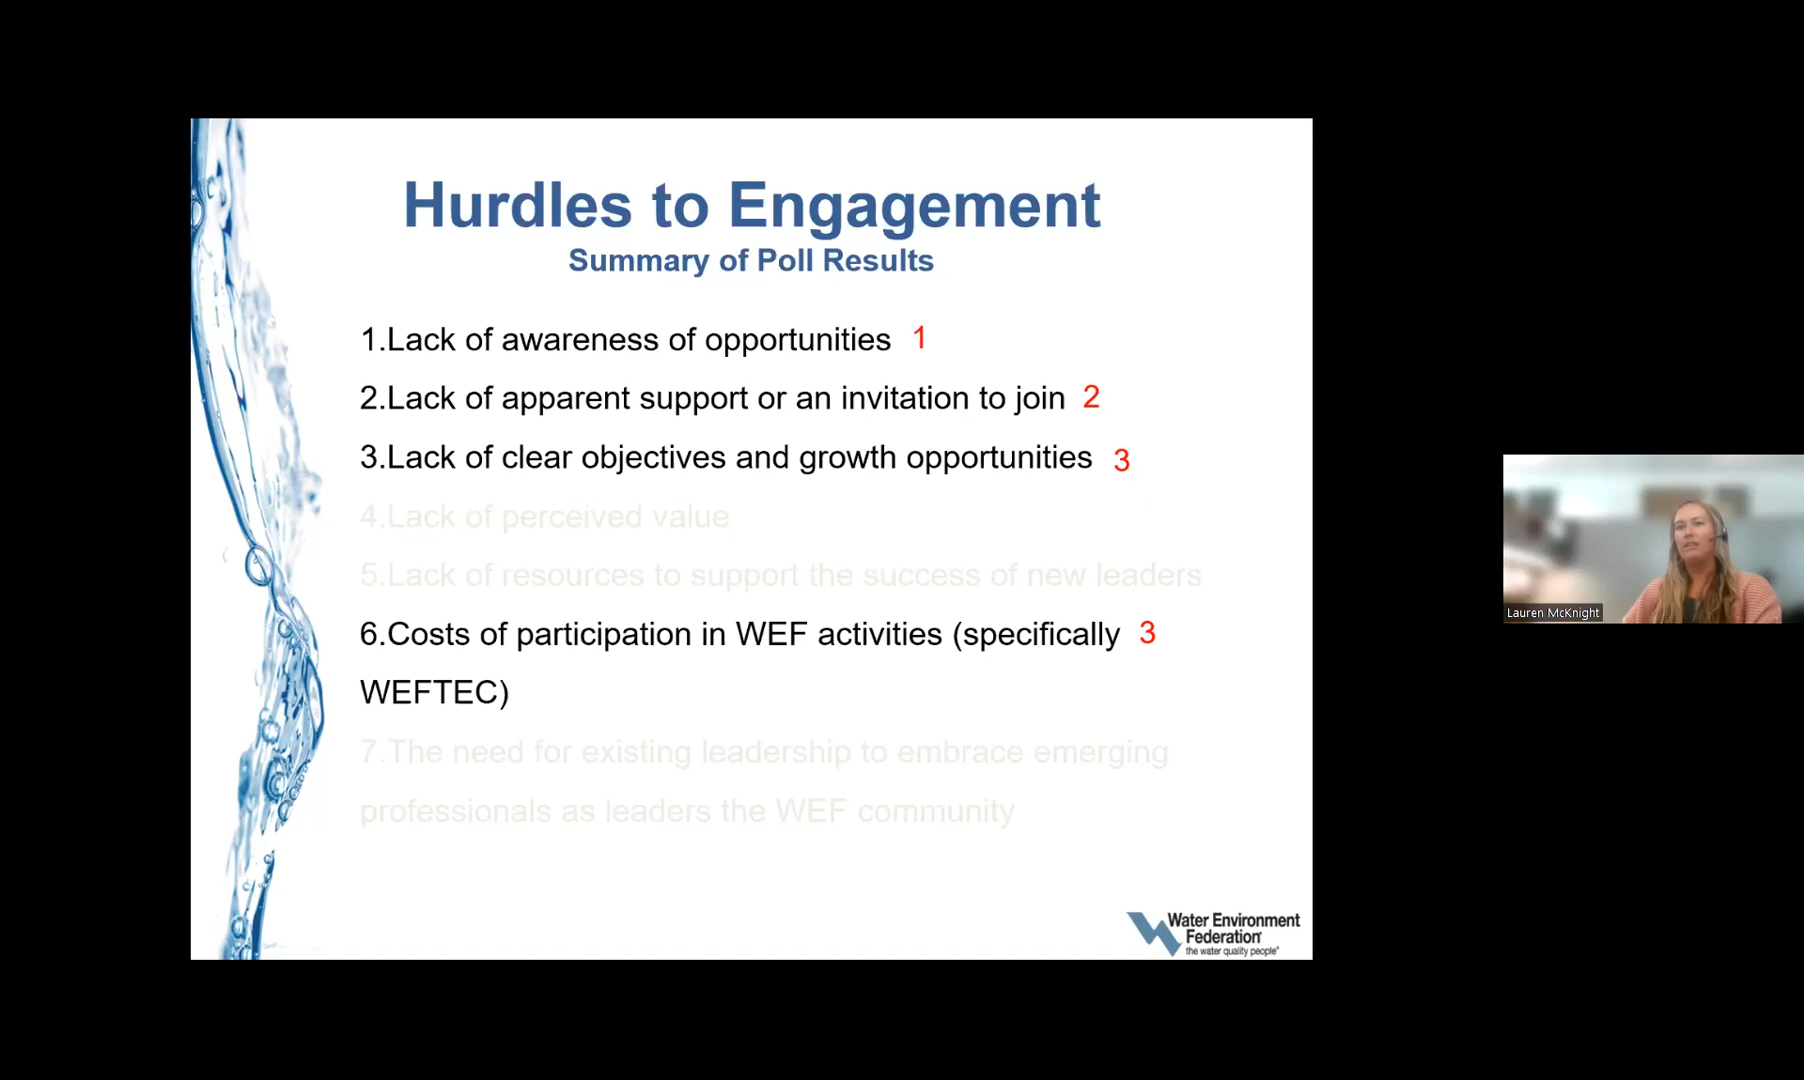 Hurdles to Engagement
Summary of Poll Results
1.Lack of awareness of opportunities 1
2.Lack of apparent support or an invitation to join 2
3.Lack of clear objectives and growth opportunities 3
4.Lack of perceived value
5.Lack of resources to support the success of new leaders
6.Costs of participation in WEF activities (specifically 3
WEFTEC)
7.The need for existing leadership to embrace emerging
professionals as leaders the WEF community
Water Environment
Federation®
the water quality people®
Lauren McKnight